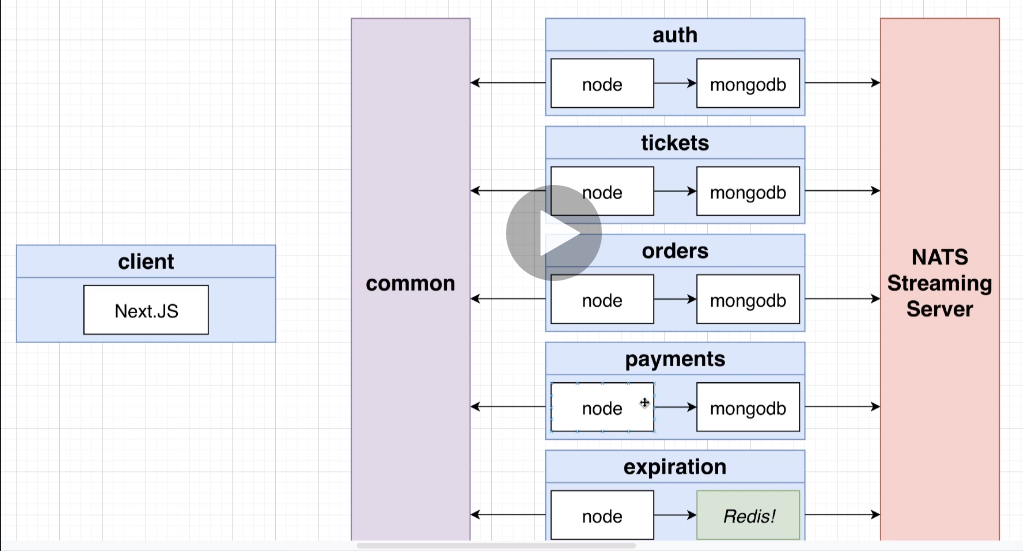 auth
node
mongodb
tickets
node
mongodb
orders
node
mongodb
payments
node
mongodb
expiration
node
Redis!
client
Next.JS
common
NATS
Streaming
Server